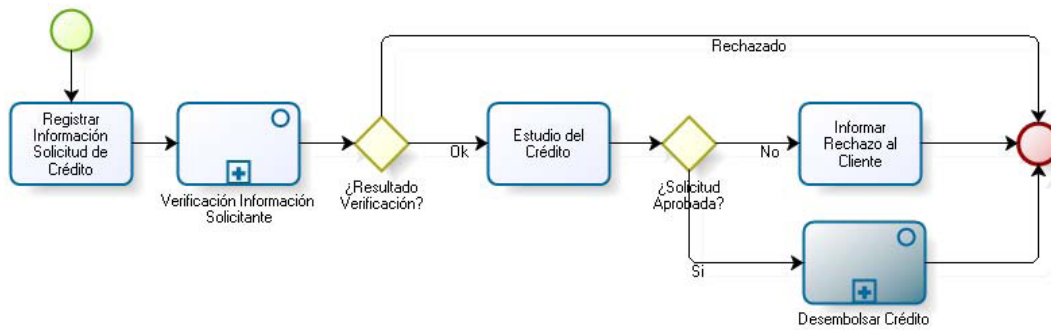 Rechazado
Registrar
Información
Solicitud de
Crédito
Verificación Información
Solicitante
¿Resultado
Verificación?
Ok
Estudio del
Crédito
¿Solicitud
Aprobada?
No
Informar
Rechazo al
Cliente
Si
Desembolsar Crédito